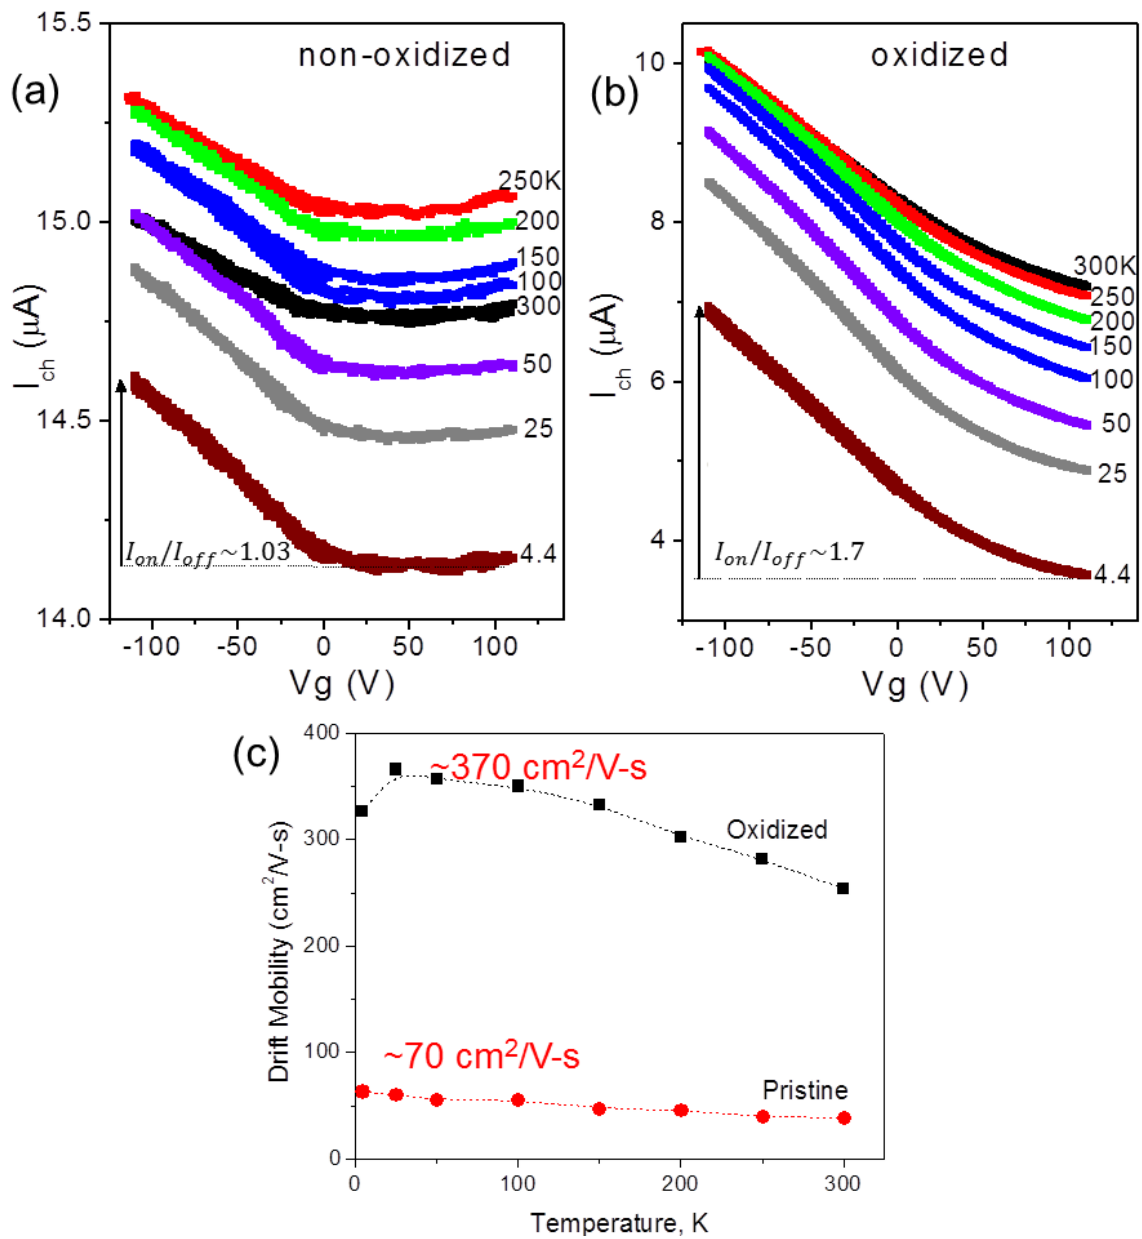 (a)
non-oxidized
15.5
15.0
14.5
14.0
I_ch (μA)
250K
200
150
100
300
50
25
4.4
I_on/I_off~1.03
-100 -50 0 50 100
Vg (V)
(b)
oxidized
10
8
6
4
I_ch (μA)
300K
250
200
150
100
50
25
4.4
I_on/I_off~1.7
-100 -50 0 50 100
Vg (V)
(c)
400
300
200
100
0
Drift Mobility (cm²/V-s)
~370 cm²/V-s
Oxidized
~70 cm²/V-s
Pristine
0 100 200 300
Temperature, K